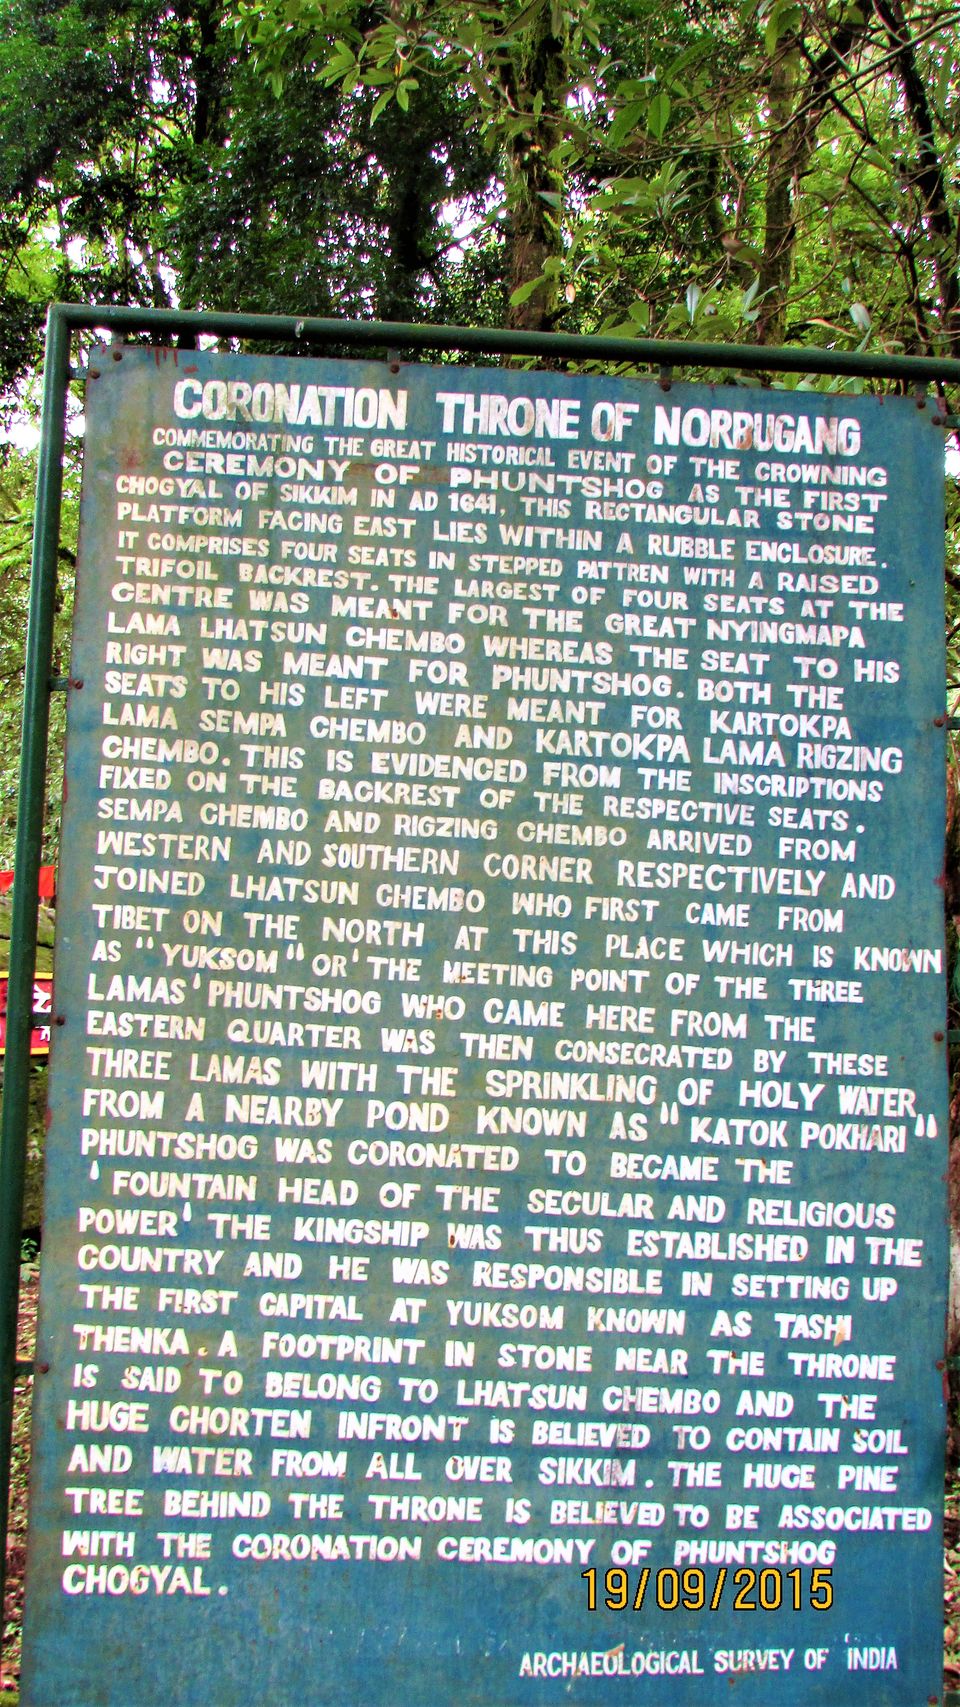 CORONATION THRONE OF NORBUGANG
COMMEMORATING THE GREAT HISTORICAL EVENT OF THE CROWNING
CEREMONY OF PHUNTSHOG AS THE FIRST
CHOGYAL OF SIKKIM IN AD 1641, THIS RECTANGULAR STONE
PLATFORM FACING EAST LIES WITHIN A RUBBLE ENCLOSURE.
IT COMPRISES FOUR SEATS IN STEPPED PATTREN WITH A RAISED
TRIFOIL BACKREST. THE LARGEST OF FOUR SEATS AT THE
CENTRE WAS MEANT FOR THE GREAT NYINGMAPA
LAMA LHATSUN CHEMBO WHEREAS THE SEAT TO HIS
RIGHT WAS MEANT FOR PHUNTSHOG. BOTH THE
SEATS TO HIS LEFT WERE MEANT FOR KARTOKPA
LAMA SEMPA CHEMBO AND KARTOKPA LAMA RIGZING
CHEMBO. THIS IS EVIDENCED FROM THE INSCRIPTIONS
FIXED ON THE BACKREST OF THE RESPECTIVE SEATS.
SEMPA CHEMBO AND RIGZING CHEMBO ARRIVED FROM
WESTERN AND SOUTHERN CORNER RESPECTIVELY AND
JOINED LHATSUN CHEMBO WHO FIRST CAME FROM
TIBET ON THE NORTH AT THIS PLACE WHICH IS KNOWN
AS "YUKSOM" OR 'THE MEETING POINT OF THE THREE
LAMAS' PHUNTSHOG WHO CAME HERE FROM THE
EASTERN QUARTER WAS THEN CONSECRATED BY THESE
THREE LAMAS WITH THE SPRINKLING OF HOLY WATER
FROM A NEARBY POND KNOWN AS "KATOK POKHARI"
PHUNTSHOG WAS CORONATED TO BECAME THE
'FOUNTAIN HEAD OF THE SECULAR AND RELIGIOUS
POWER' THE KINGSHIP WAS THUS ESTABLISHED IN THE
COUNTRY AND HE WAS RESPONSIBLE IN SETTING UP
THE FIRST CAPITAL AT YUKSOM KNOWN AS TASHI
THENKA. A FOOTPRINT IN STONE NEAR THE THRONE
IS SAID TO BELONG TO LHATSUN CHEMBO AND THE
HUGE CHORTEN INFRONT IS BELIEVED TO CONTAIN SOIL
AND WATER FROM ALL OVER SIKKIM. THE HUGE PINE
TREE BEHIND THE THRONE IS BELIEVED TO BE ASSOCIATED
WITH THE CORONATION CEREMONY OF PHUNTSHOG
CHOGYAL.
19/09/2015
ARCHAEOLOGICAL SURVEY OF INDIA